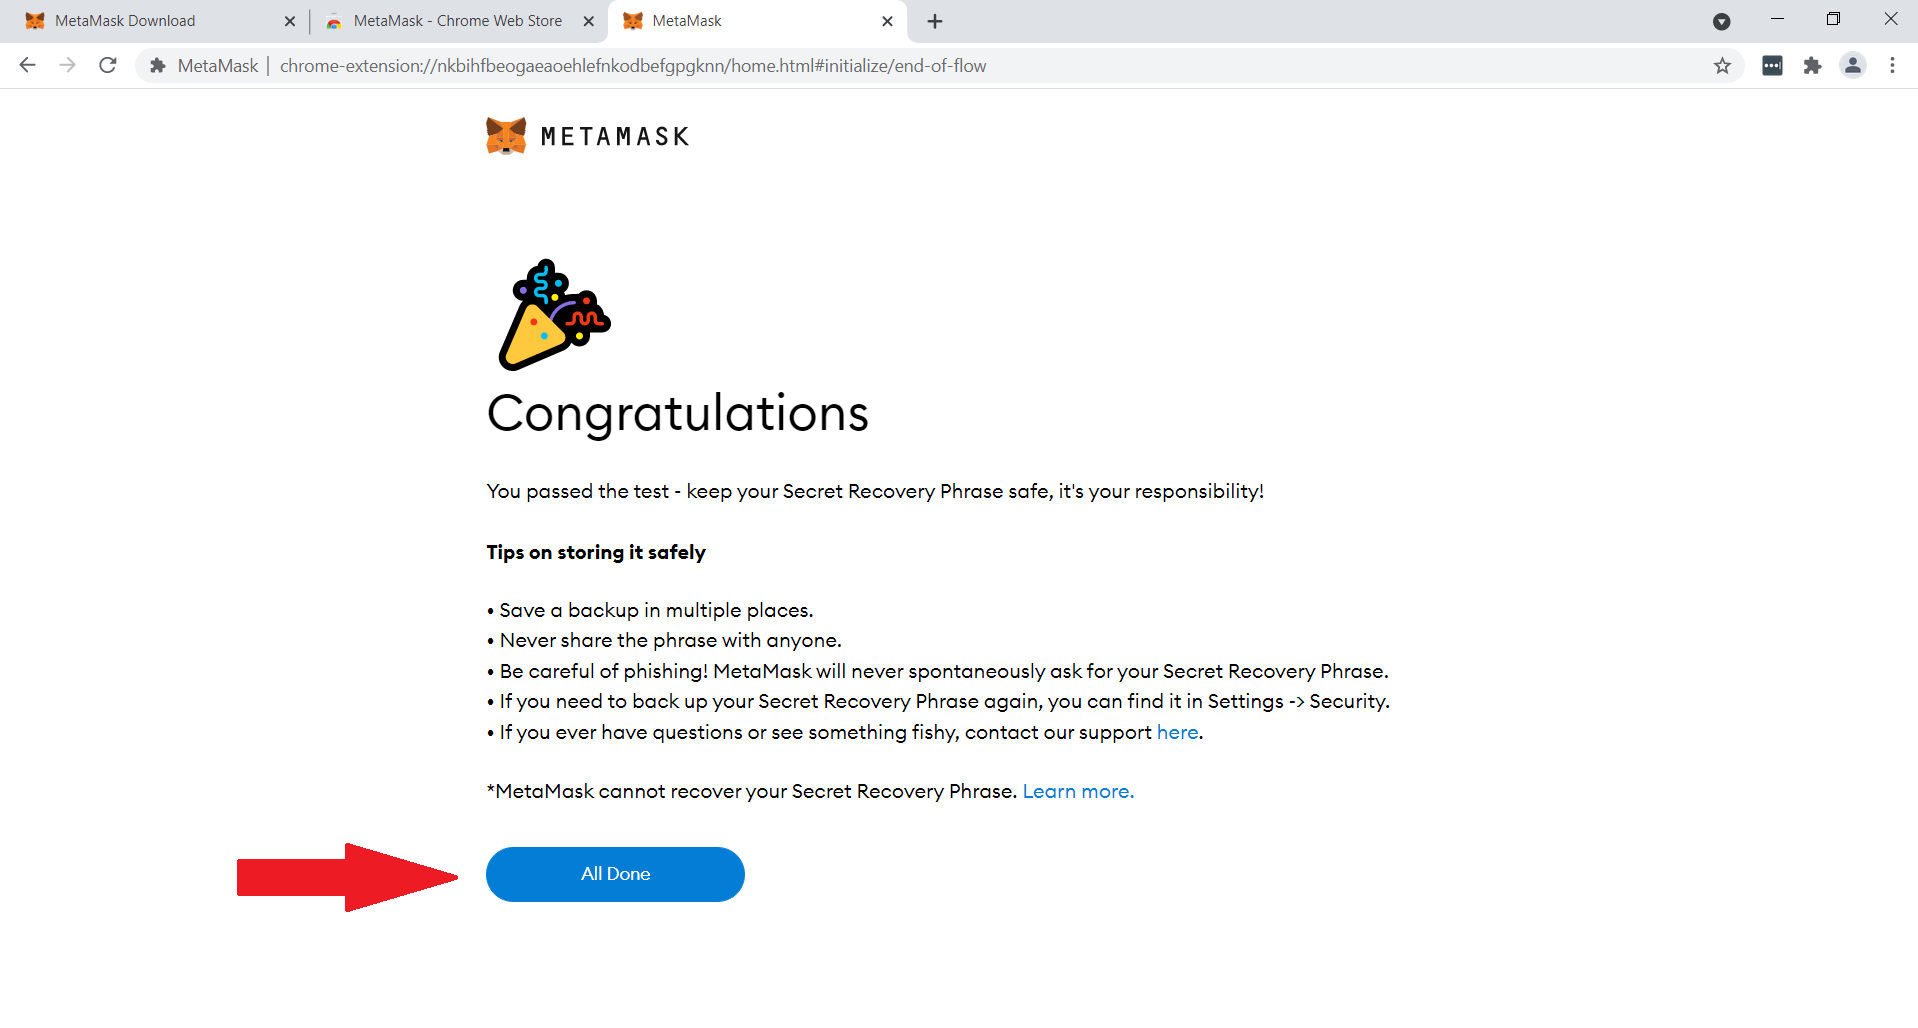 MetaMask Download
MetaMask - Chrome Web Store
MetaMask
MetaMask | chrome-extension://nkbihfbeogaeaoehlefnkodbefgpgknn/home.html#initialize/end-of-flow
METAMASK
Congratulations
You passed the test - keep your Secret Recovery Phrase safe, it's your responsibility!
Tips on storing it safely
• Save a backup in multiple places.
• Never share the phrase with anyone.
• Be careful of phishing! MetaMask will never spontaneously ask for your Secret Recovery Phrase.
• If you need to back up your Secret Recovery Phrase again, you can find it in Settings -> Security.
• If you ever have questions or see something fishy, contact our support here.
*MetaMask cannot recover your Secret Recovery Phrase. Learn more.
All Done